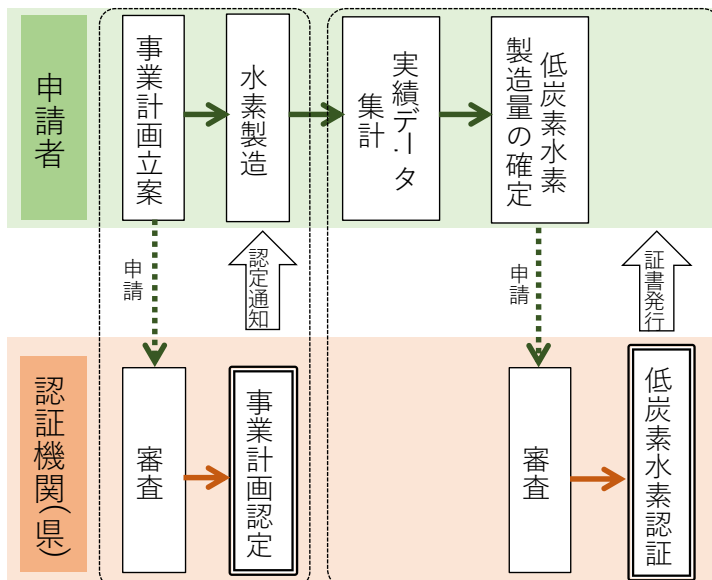 申請者
事業計画立案
水素製造
実績データ
集計
低炭素水素
製造量の確定
申請
認定通知
申請
証書発行
認証機関(県)
審査
事業計画認定
審査
低炭素水素認証